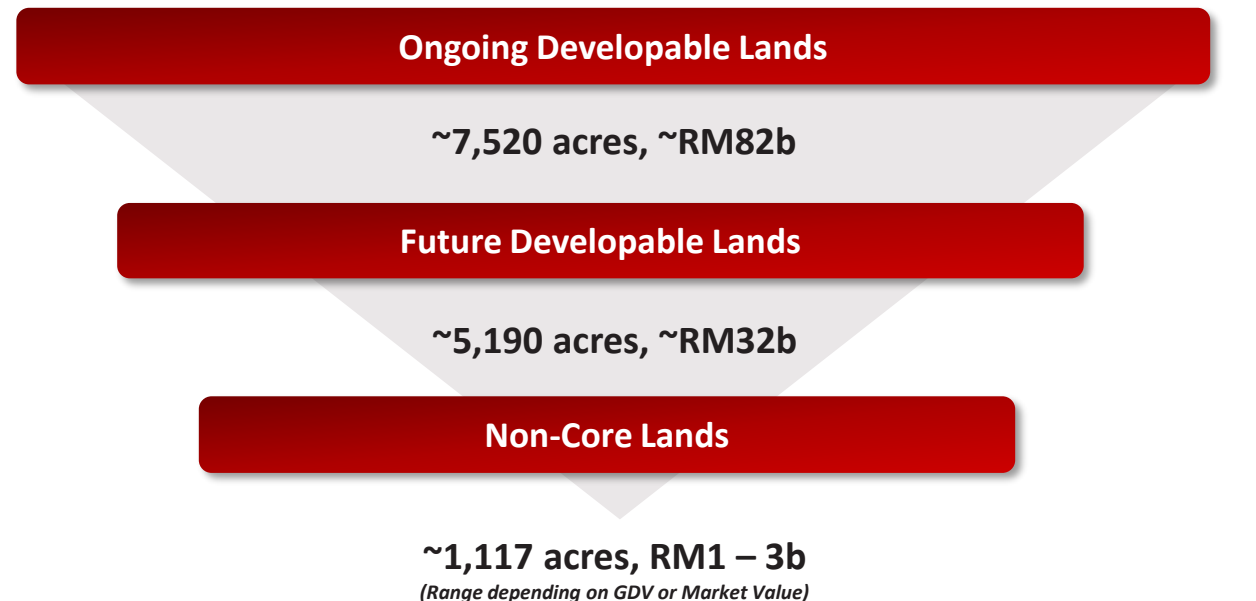 Ongoing Developable Lands
~7,520 acres, ~RM82b
Future Developable Lands
~5,190 acres, ~RM32b
Non-Core Lands
~1,117 acres, RM1 – 3b
(Range depending on GDV or Market Value)